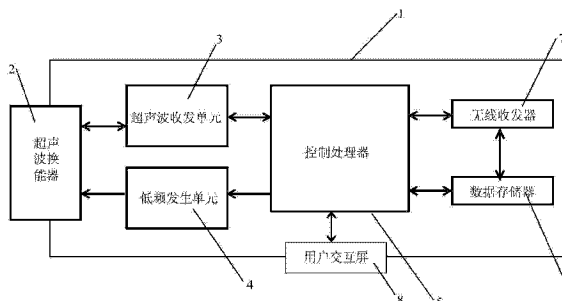 1
2
3
7
超声波换能器
超声波收发单元
控制处理器
无线收发器
低频发生单元
数据存储器
用户交互屏
4
8